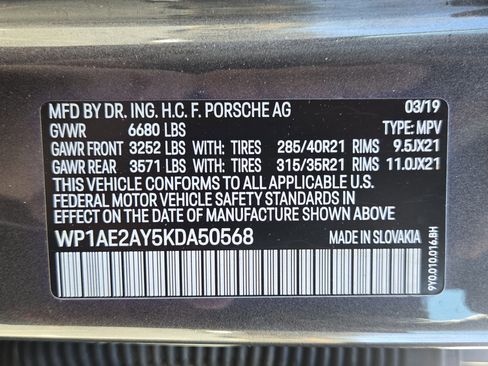 MFD BY DR. ING. H.C. F. PORSCHE AG 03/19
GVWR 6680 LBS TYPE: MPV
GAWR FRONT 3252 LBS WITH: TIRES 285/40R21 RIMS 9.5JX21
GAWR REAR 3571 LBS WITH: TIRES 315/35R21 RIMS 11.0JX21
THIS VEHICLE CONFORMS TO ALL APPLICABLE U.S.
FEDERAL MOTOR VEHICLE SAFETY STANDARDS IN
EFFECT ON THE DATE OF MANUFACTURE SHOWN ABOVE.
WP1AE2AY5KDA50568 MADE IN SLOVAKIA
9Y0.010.016.BH